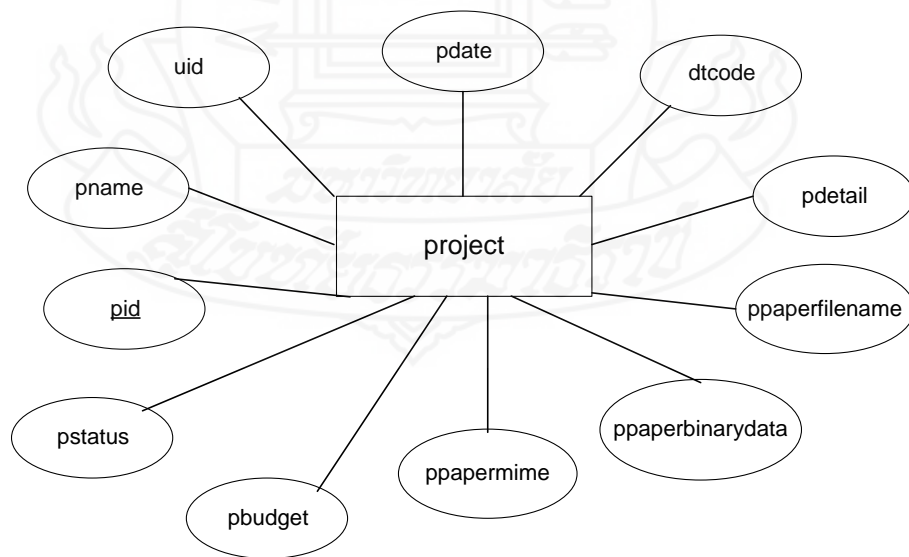 pdate
uid
dtcode
pname
pdetail
project
pid
ppaperfilename
pstatus
ppaperbinarydata
ppapermime
pbudget